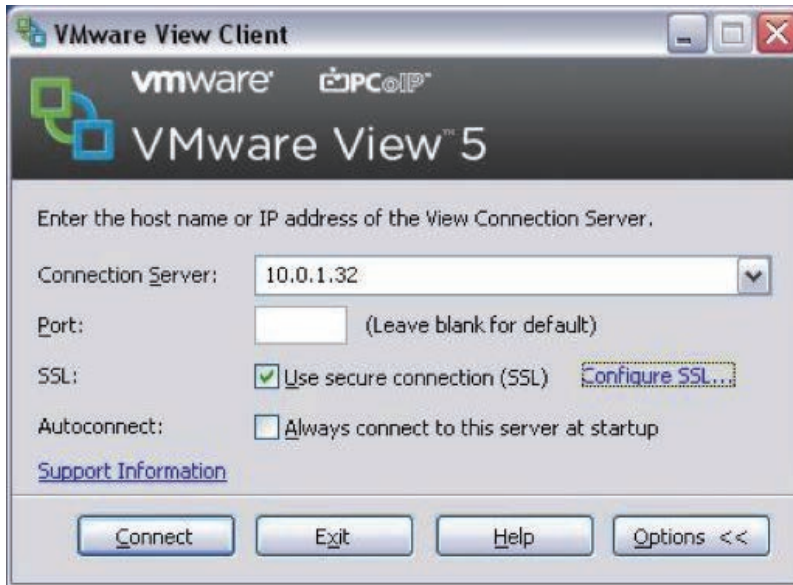 VMware View Client
vmware PCoIP™
VMware View™ 5
Enter the host name or IP address of the View Connection Server.
Connection Server: 10.0.1.32
Port: (Leave blank for default)
SSL: Use secure connection (SSL) Configure SSL...
Autoconnect: Always connect to this server at startup
Support Information
Connect Exit Help Options <<